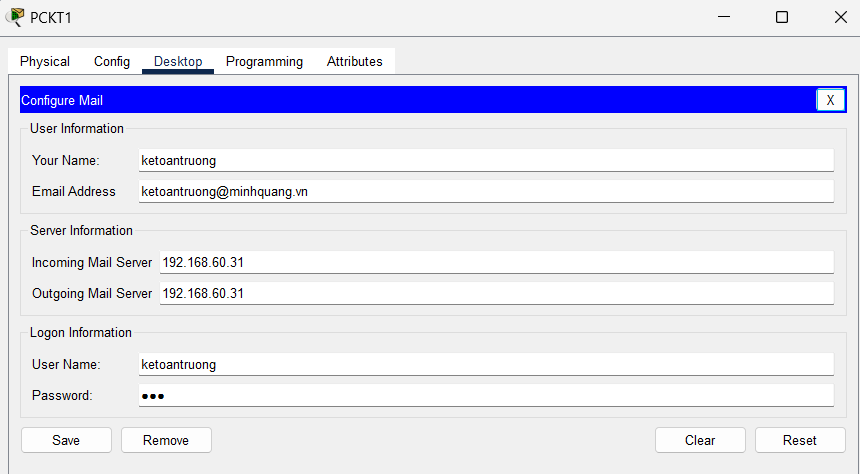 PCKT1
Physical Config Desktop Programming Attributes
Configure Mail X
User Information
Your Name: ketoantruong
Email Address ketoantruong@minhquang.vn
Server Information
Incoming Mail Server 192.168.60.31
Outgoing Mail Server 192.168.60.31
Logon Information
User Name: ketoantruong
Password: ●●●
Save Remove Clear Reset